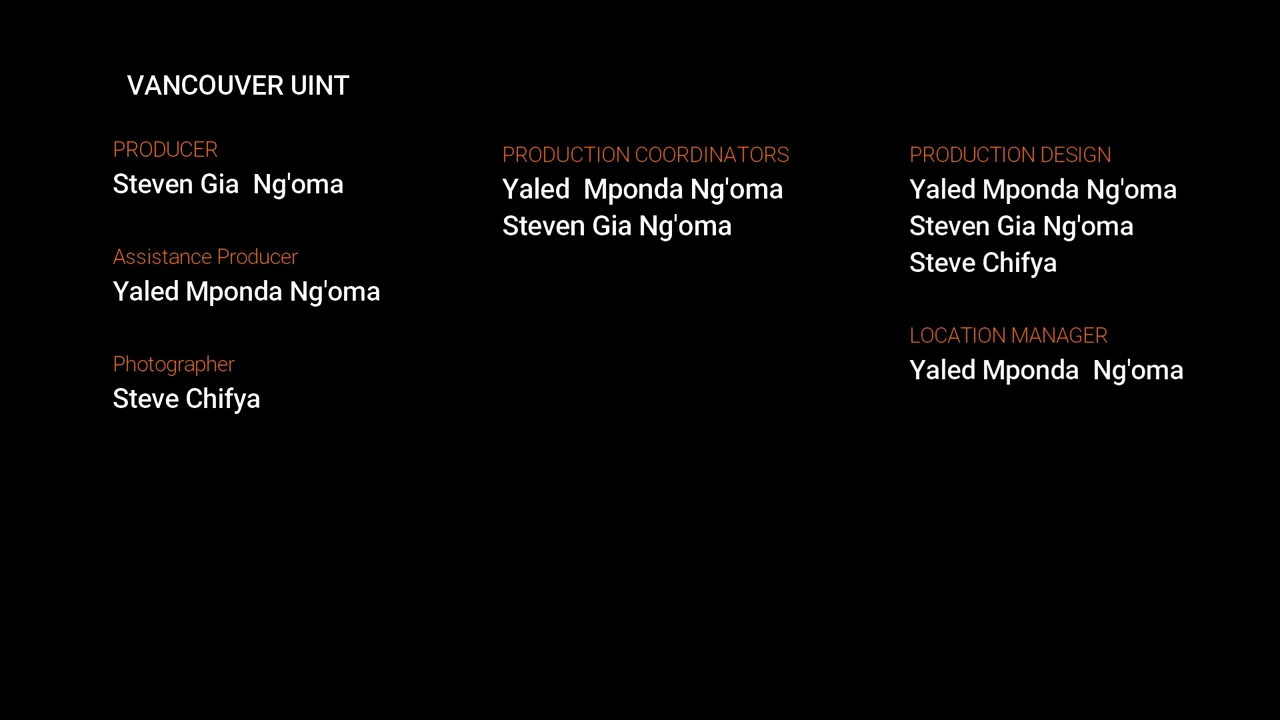 VANCOUVER UINT
PRODUCER
Steven Gia  Ng'oma
Assistance Producer
Yaled Mponda Ng'oma
Photographer
Steve Chifya
PRODUCTION COORDINATORS
Yaled  Mponda Ng'oma
Steven Gia Ng'oma
PRODUCTION DESIGN
Yaled Mponda Ng'oma
Steven Gia Ng'oma
Steve Chifya
LOCATION MANAGER
Yaled Mponda  Ng'oma